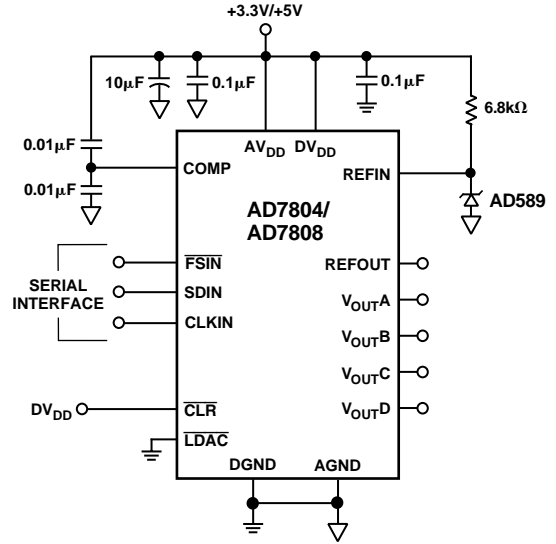 +3.3V/+5V
10μF
0.1μF
0.1μF
6.8kΩ
0.01μF
0.01μF
AVDD DVDD
COMP
REFIN
AD7804/
AD7808
AD589
FSIN
SDIN
CLKIN
SERIAL
INTERFACE
REFOUT
VOUTA
VOUTB
VOUTC
VOUTD
DVDD
CLR
LDAC
DGND AGND